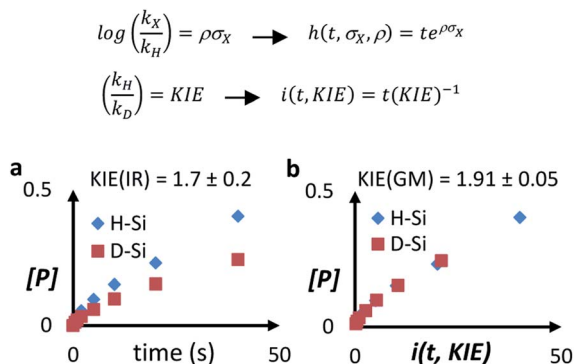 log (k_X/k_H) = ρσ_X → h(t, σ_X, ρ) = te^{ρσ_X}
(k_H/k_D) = KIE → i(t, KIE) = t(KIE)^{-1}
a
KIE(IR) = 1.7 ± 0.2
0.5
H-Si
D-Si
[P]
0
0
time (s)
50
b
KIE(GM) = 1.91 ± 0.05
0.5
H-Si
D-Si
[P]
0
0
i(t, KIE)
50